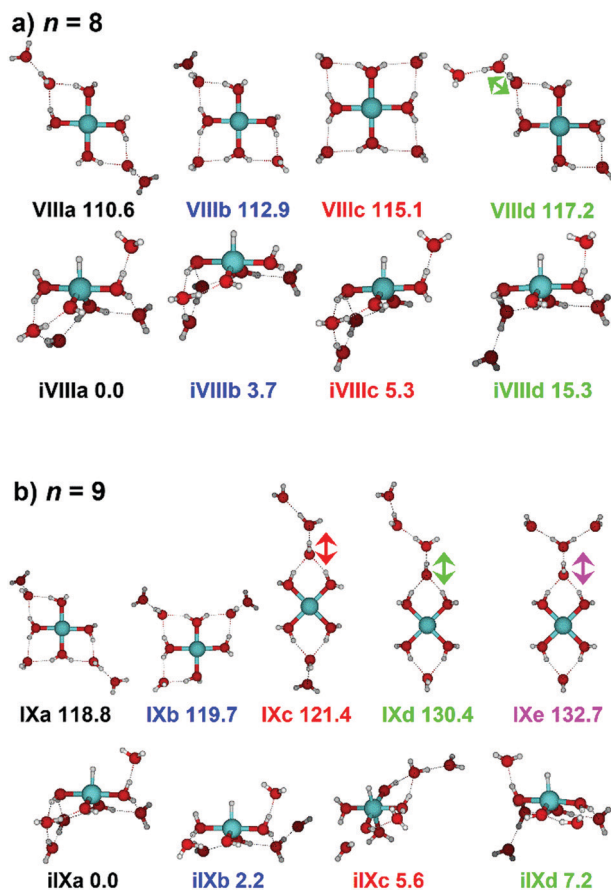 a) n = 8
VIIIa 110.6 VIIIb 112.9 VIIIc 115.1 VIIId 117.2
iVIIIa 0.0 iVIIIb 3.7 iVIIIc 5.3 iVIIId 15.3
b) n = 9
IXa 118.8 IXb 119.7 IXc 121.4 IXd 130.4 IXe 132.7
iIXa 0.0 iIXb 2.2 iIXc 5.6 iIXd 7.2